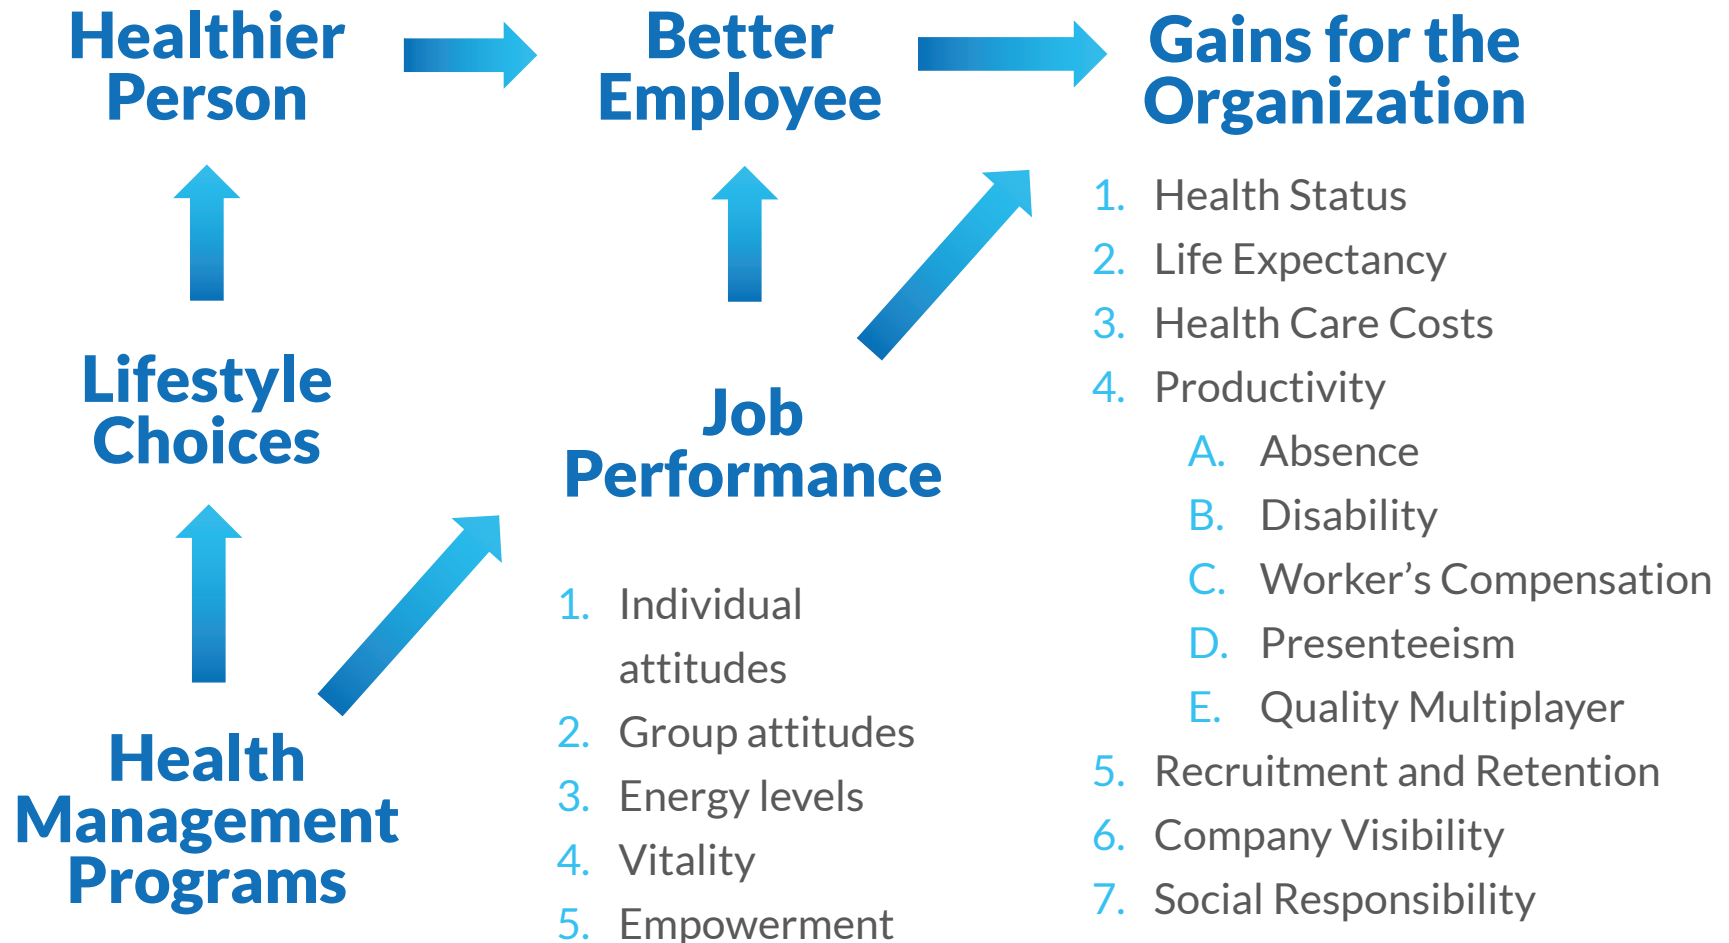 Healthier
Person
Better
Employee
Gains for the
Organization
Lifestyle
Choices
Job
Performance
Health
Management
Programs
1. Individual
attitudes
2. Group attitudes
3. Energy levels
4. Vitality
5. Empowerment
1. Health Status
2. Life Expectancy
3. Health Care Costs
4. Productivity
A. Absence
B. Disability
C. Worker’s Compensation
D. Presenteeism
E. Quality Multiplayer
5. Recruitment and Retention
6. Company Visibility
7. Social Responsibility